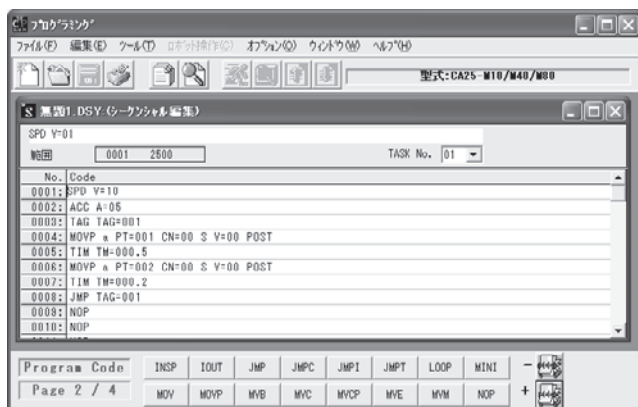 ﾌﾟﾛｸﾞﾗﾐﾝｸﾞ
ﾌｧｲﾙ(F) 編集(E) ﾂｰﾙ(T) ﾛﾎﾞｯﾄ操作(C) ｵﾌﾟｼｮﾝ(O) ｳｨﾝﾄﾞｳ(W) ﾍﾙﾌﾟ(H)
型式:CA25-M10/M40/M80
無題1.DSY:(ｼｰｹﾝｼｬﾙ編集)
SPD V=01
範囲 0001 2500 TASK No. 01
No. Code
0001: SPD V=10
0002: ACC A=05
0003: TAG TAG=001
0004: MOVP a PT=001 CN=00 S V=00 POST
0005: TIM TM=000.5
0006: MOVP a PT=002 CN=00 S V=00 POST
0007: TIM TM=000.2
0008: JMP TAG=001
0009: NOP
0010: NOP
Program Code INSP IOUT JMP JMPC JMPI JMPT LOOP MINI -
Page 2 / 4 MOV MOVP MVB MVC MVCP MVE MVM NOP +